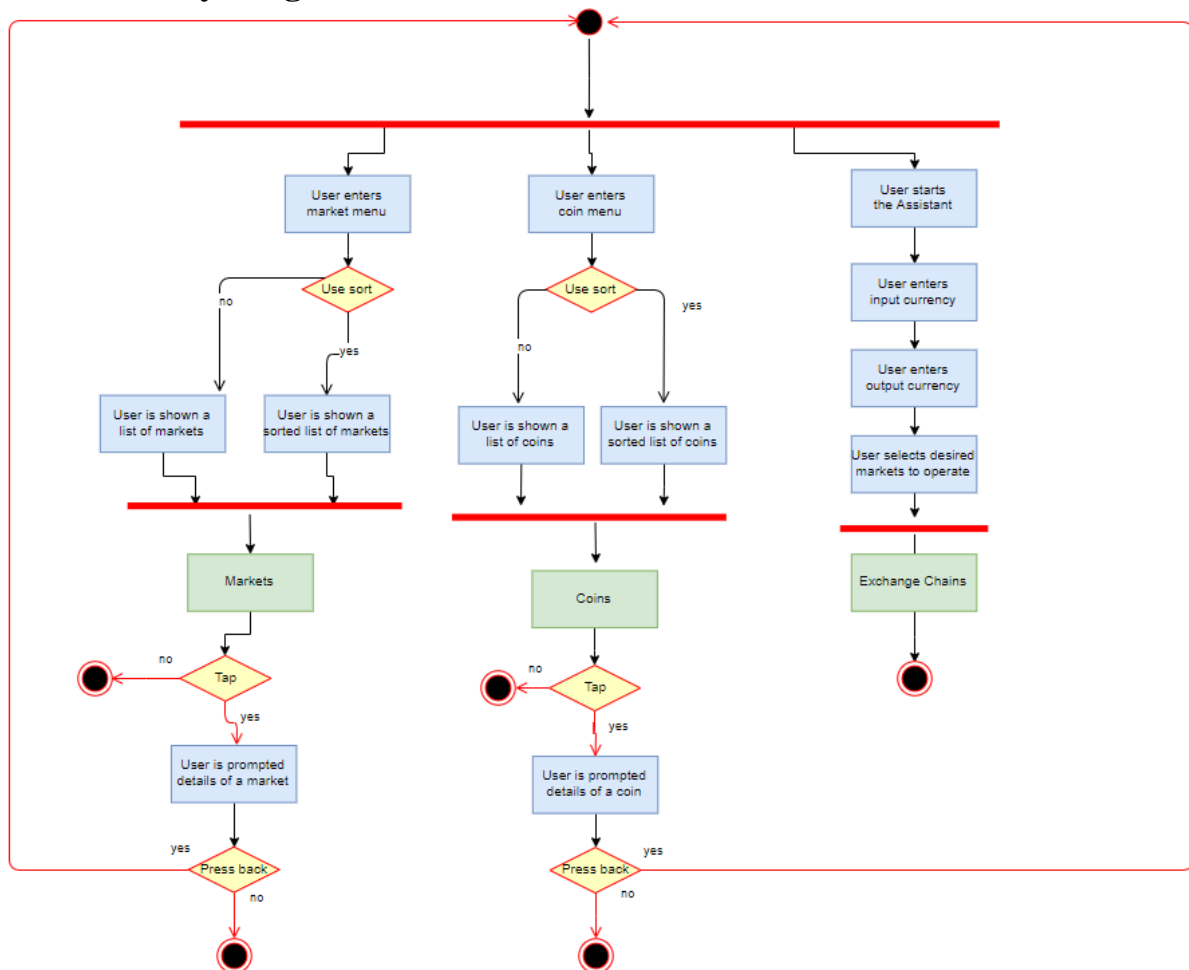 User enters
market menu
User enters
coin menu
User starts
the Assistant
Use sort
no
yes
Use sort
no
yes
User enters
input currency
User enters
output currency
User is shown a
list of markets
User is shown a
sorted list of markets
User is shown a
list of coins
User is shown a
sorted list of coins
User selects desired
markets to operate
Markets
Coins
Exchange Chains
no
Tap
yes
no
Tap
yes
User is prompted
details of a market
User is prompted
details of a coin
yes
Press back
no
Press back
yes
no